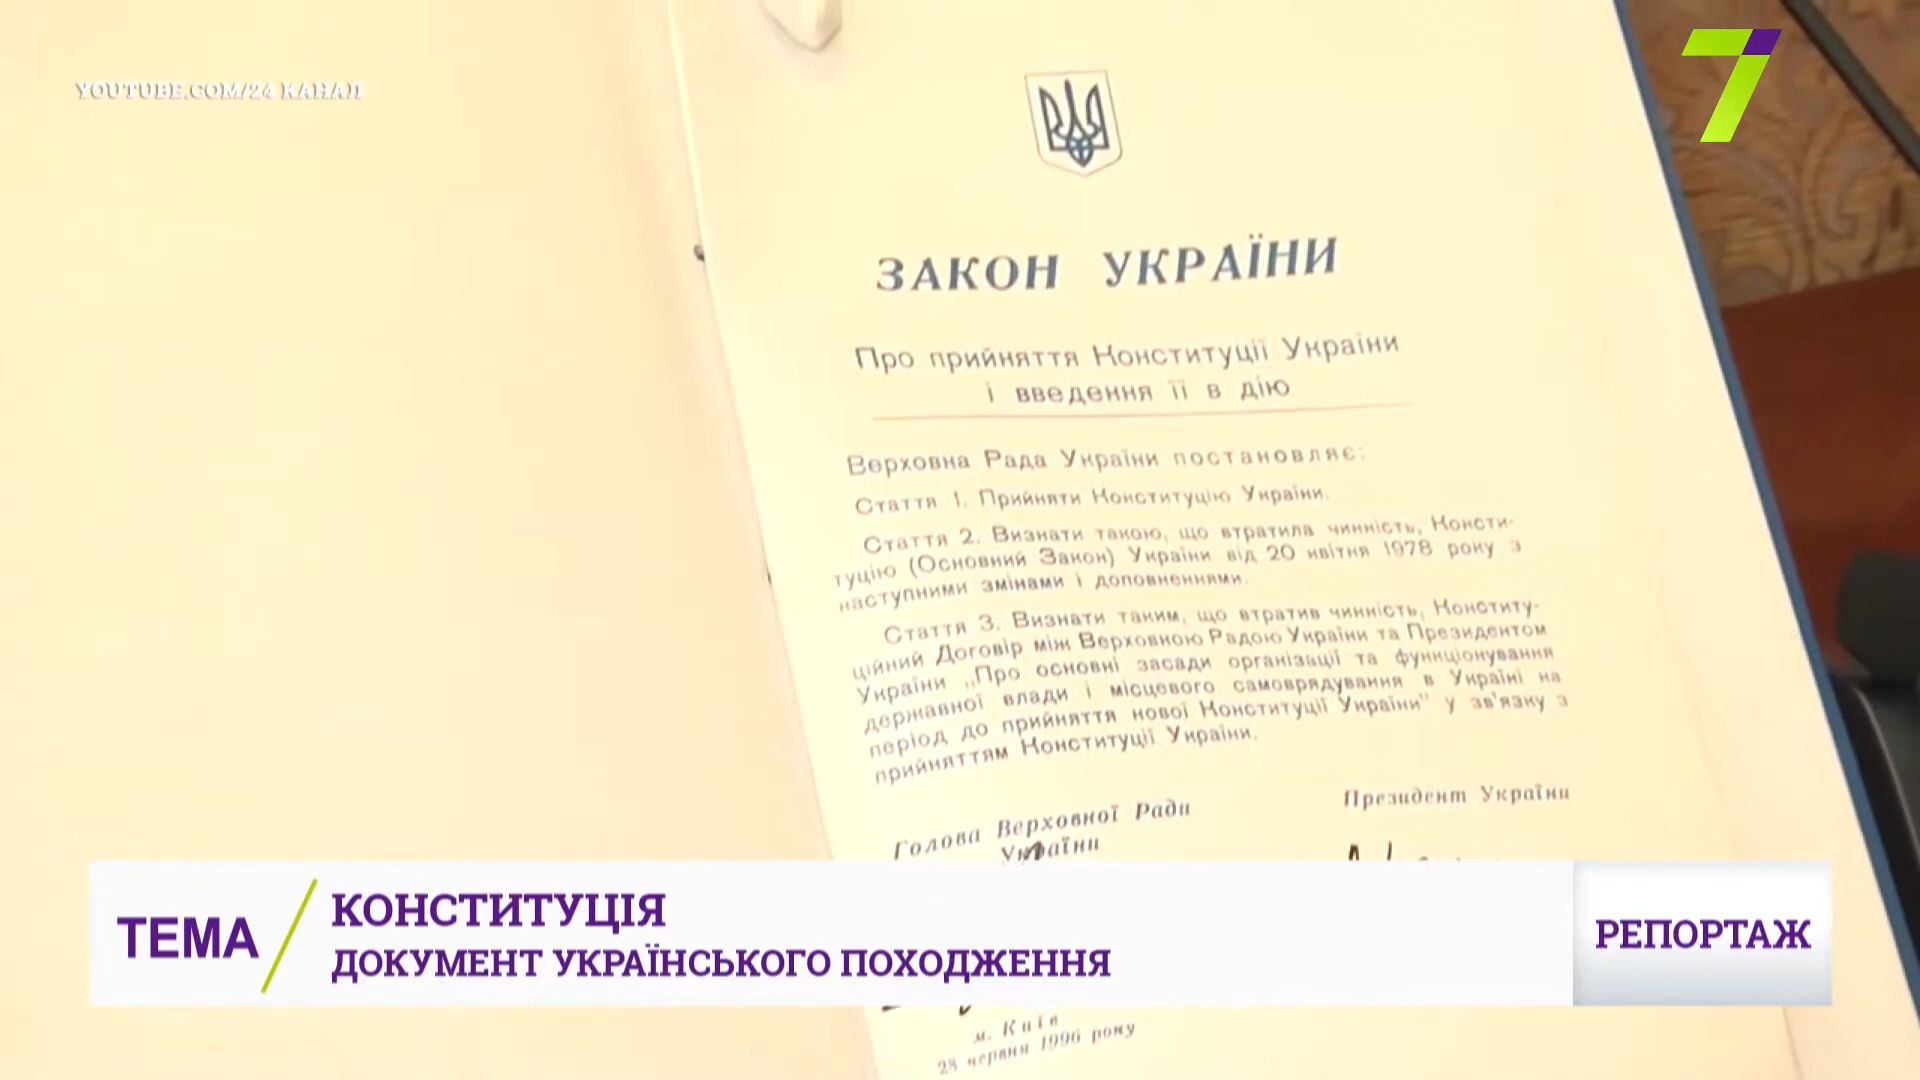 YOUTUBE.COM/24 КАНАЛ
7
ЗАКОН УКРАЇНИ
Про прийняття Конституції України
і введення її в дію
Верховна Рада України постановляє:
Стаття 1. Прийняти Конституцію України.
Стаття 2. Визнати такою, що втратила чинність, Консти-
туцію (Основний Закон) України від 20 квітня 1978 року з
наступними змінами і доповненнями.
Стаття 3. Визнати таким, що втратив чинність, Конститу-
ційний Договір між Верховною Радою України та Президентом
України „Про основні засади організації та функціонування
державної влади і місцевого самоврядування в Україні на
період до прийняття нової Конституції України" у зв'язку з
прийняттям Конституції України.
Голова Верховної Ради
України
Президент України
ТЕМА
КОНСТИТУЦІЯ
ДОКУМЕНТ УКРАЇНСЬКОГО ПОХОДЖЕННЯ
РЕПОРТАЖ
м. Київ
28 червня 1996 року